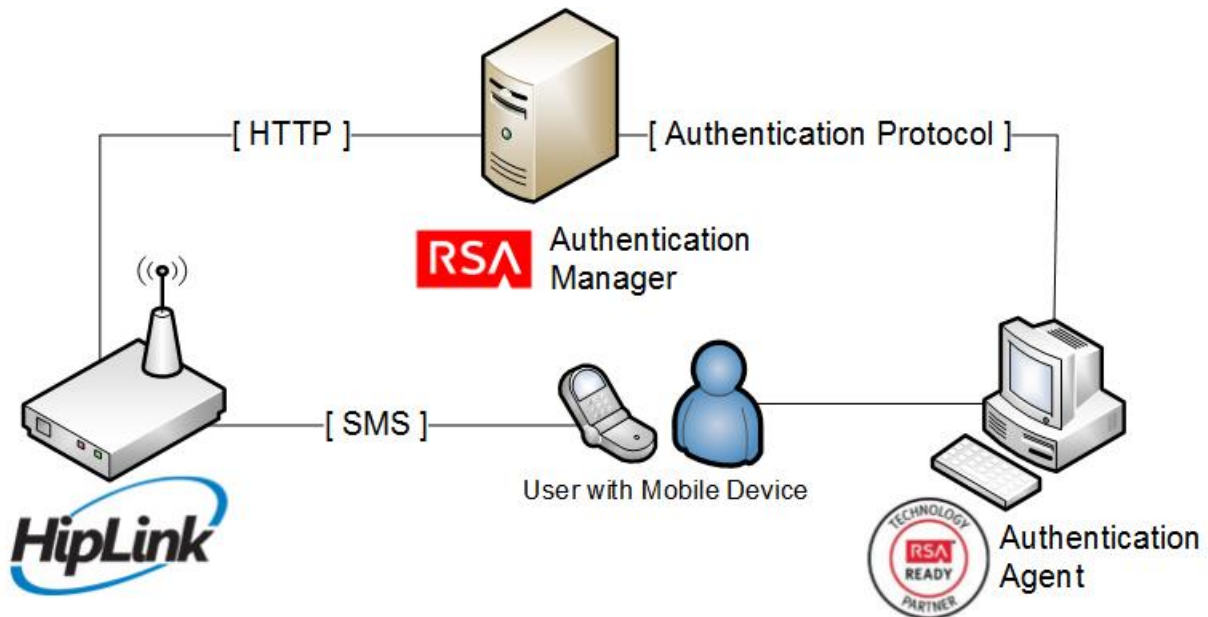 [ HTTP ]
[ Authentication Protocol ]
RSA
Authentication
Manager
[ SMS ]
User with Mobile Device
HipLink
TECHNOLOGY
RSA
READY
PARTNER
Authentication
Agent